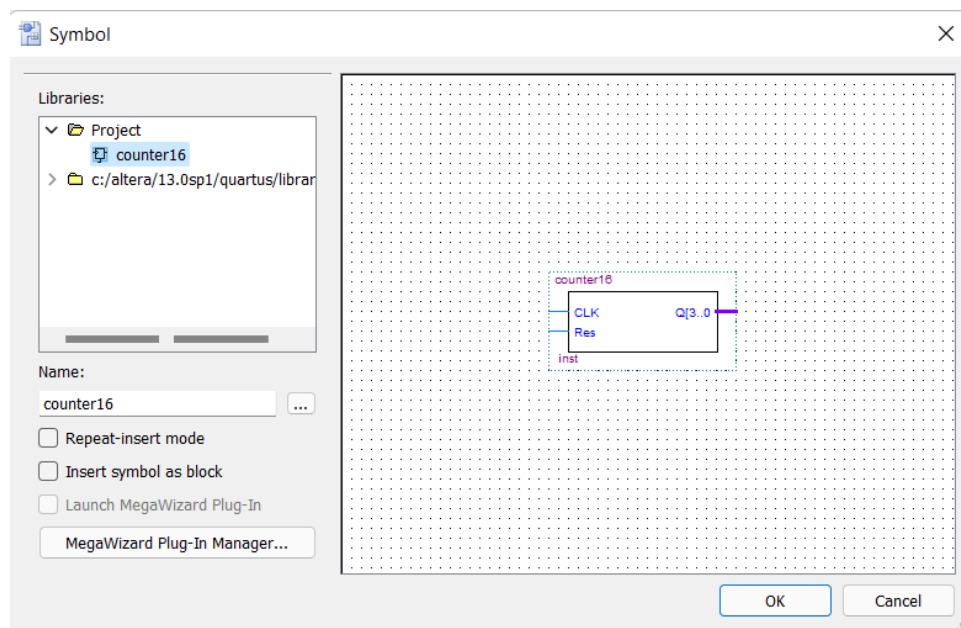 Symbol
Libraries:
Project
counter16
c:/altera/13.0sp1/quartus/librar
Name:
counter16
...
Repeat-insert mode
Insert symbol as block
Launch MegaWizard Plug-In
MegaWizard Plug-In Manager...
counter16
CLK Q[3..0
Res
inst
OK Cancel